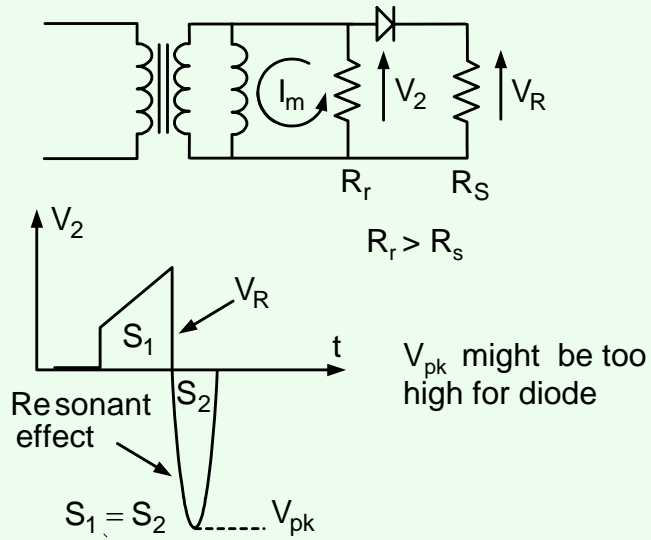 I_m
V_2
V_R
R_r
R_S
R_r > R_s
V_2
V_R
S_1
t
S_2
V_pk might be too
high for diode
Resonant
effect
S_1 = S_2
V_pk